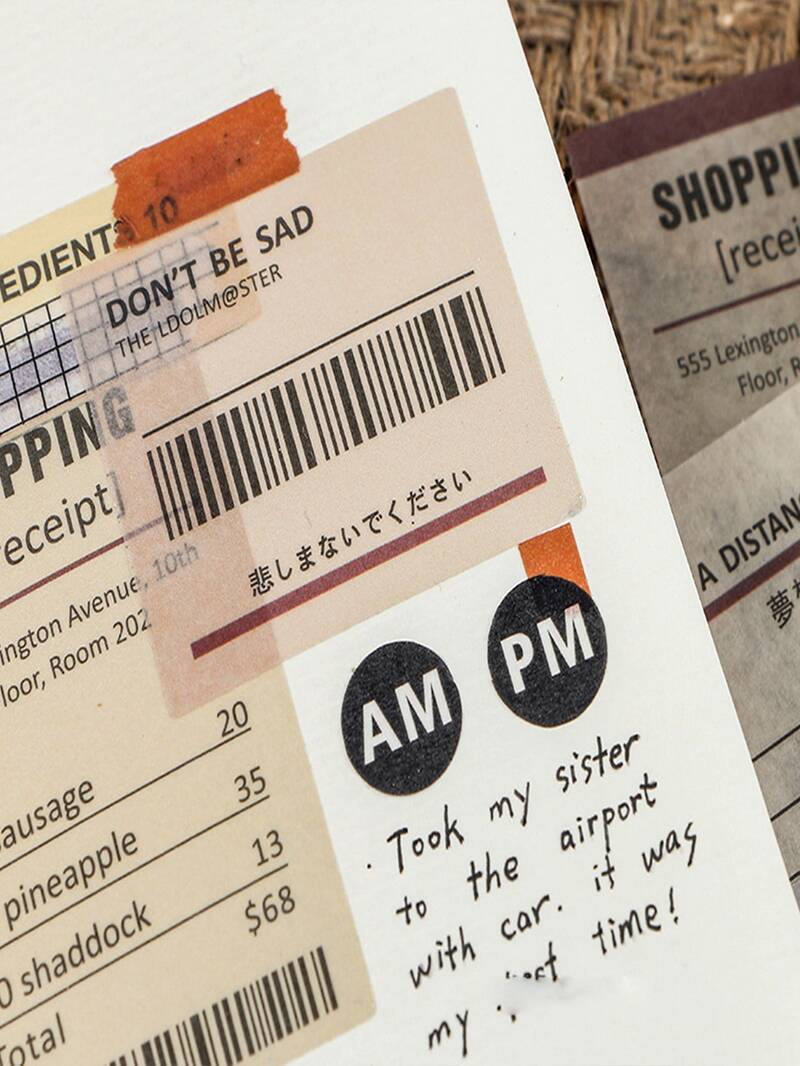 EDIENTS 10
DON'T BE SAD
THE LDOLM@STER
悲しまないでください
PPING
eceipt]
ington Avenue, 10th
loor, Room 202
20
ausage
35
pineapple
13
0 shaddock
$68
Total
AM PM
. Took my sister
to the airport
with car. it was
my time!
SHOPPI
[recei
555 Lexington
Floor, R
A DISTAN
夢